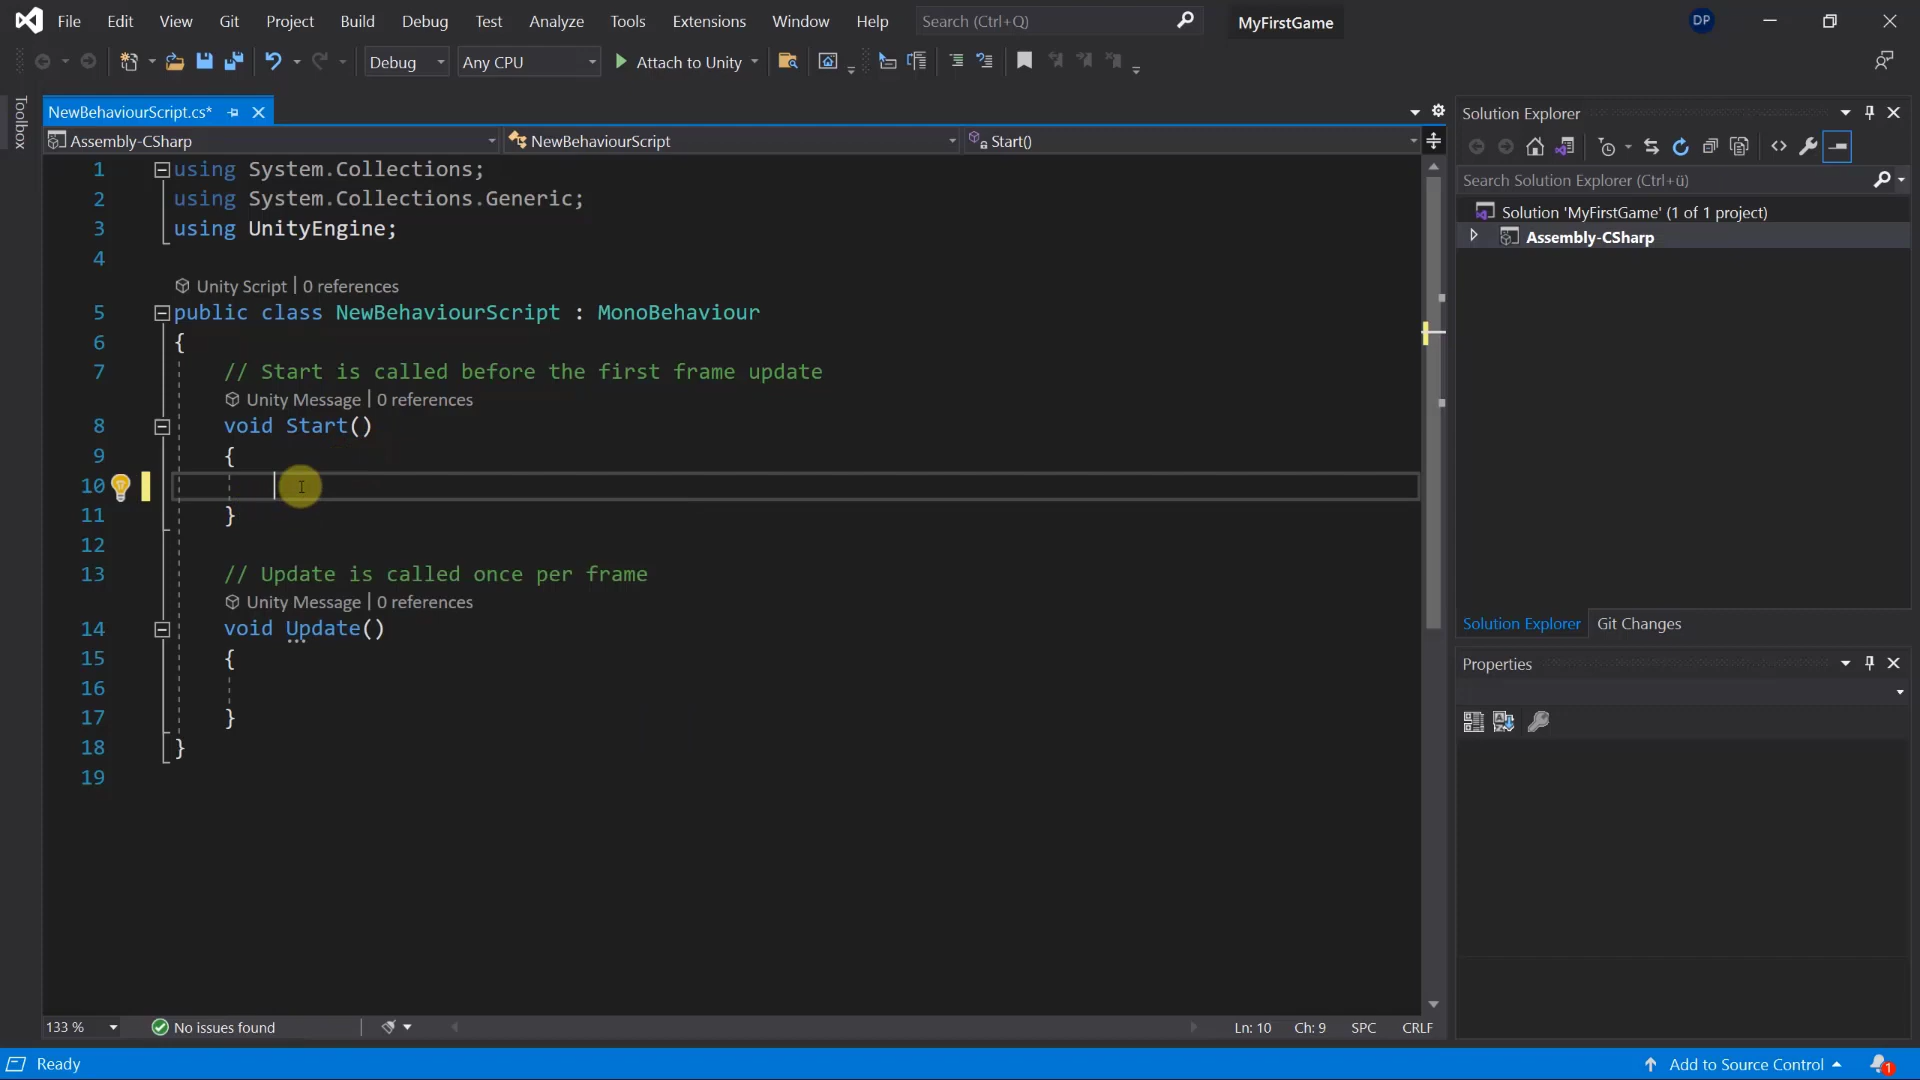 File Edit View Git Project Build Debug Test Analyze Tools Extensions Window Help Search (Ctrl+Q) MyFirstGame DP
Debug Any CPU Attach to Unity
Toolbox
NewBehaviourScript.cs*
Assembly-CSharp NewBehaviourScript Start()
1 using System.Collections;
2 using System.Collections.Generic;
3 using UnityEngine;
4
Unity Script | 0 references
5 public class NewBehaviourScript : MonoBehaviour
6 {
7 // Start is called before the first frame update
Unity Message | 0 references
8 void Start()
9 {
10
11 }
12
13 // Update is called once per frame
Unity Message | 0 references
14 void Update()
15 {
16
17 }
18 }
19
133 % No issues found Ln: 10 Ch: 9 SPC CRLF
Solution Explorer
Search Solution Explorer (Ctrl+ü)
Solution 'MyFirstGame' (1 of 1 project)
Assembly-CSharp
Solution Explorer Git Changes
Properties
Ready Add to Source Control 1